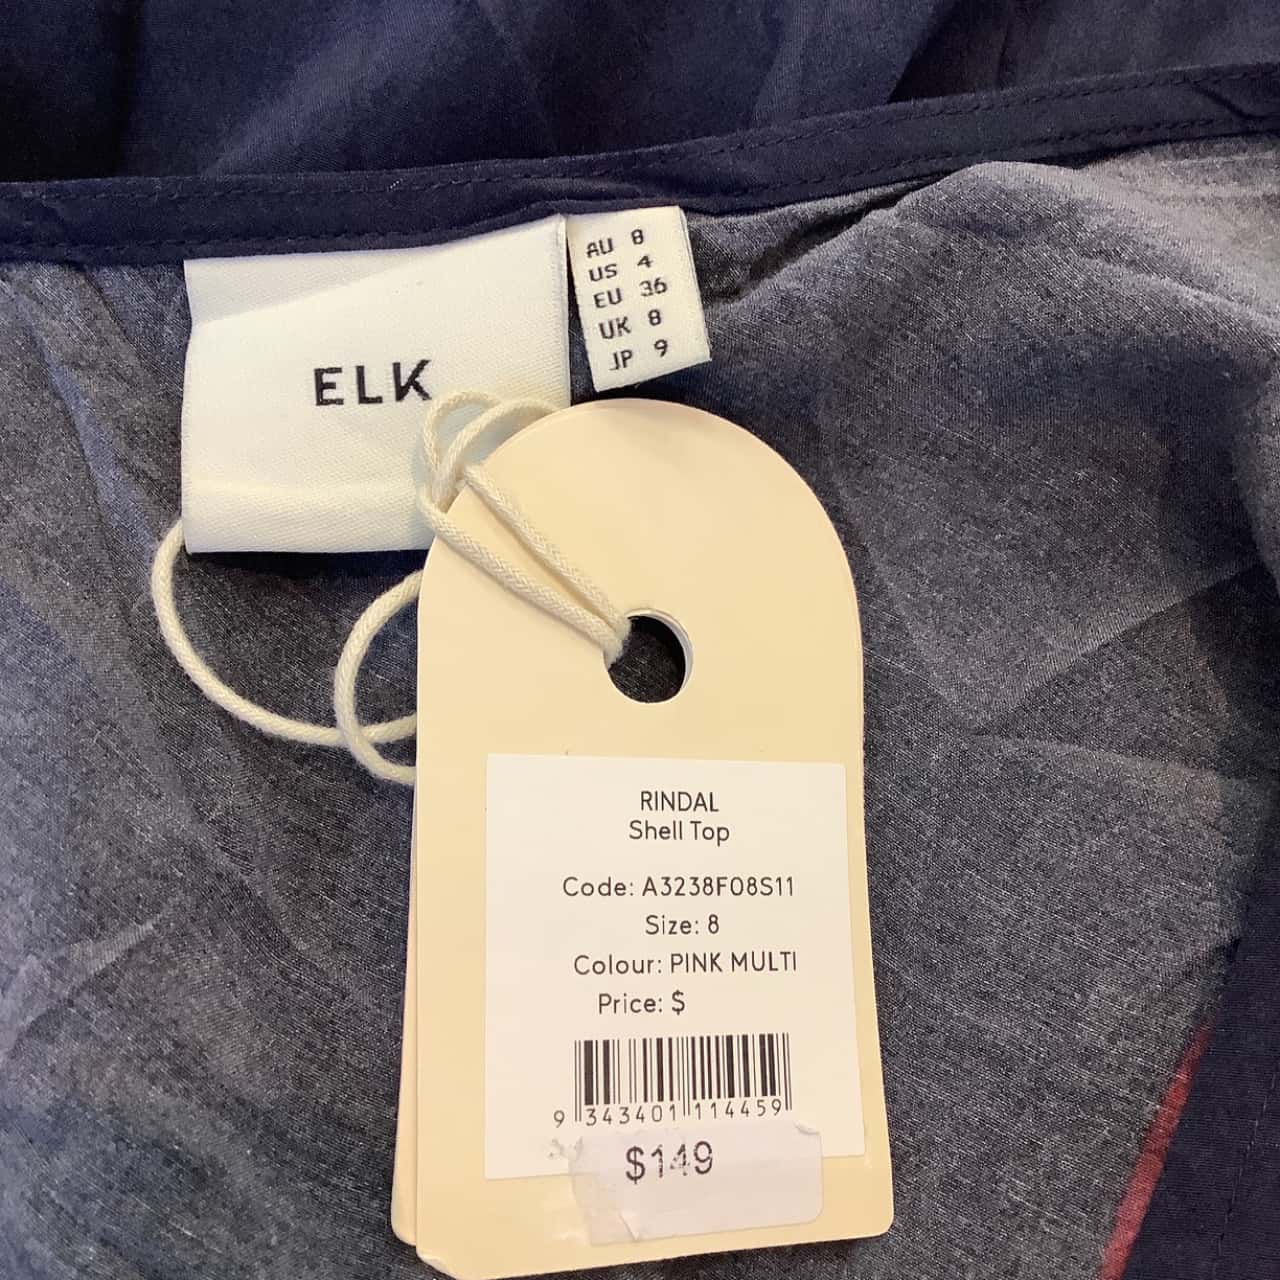 ELK
AU 8
US 4
EU 36
UK 8
JP 9
RINDAL
Shell Top
Code: A3238F08S11
Size: 8
Colour: PINK MULTI
Price: $
9 343401 114459
$149